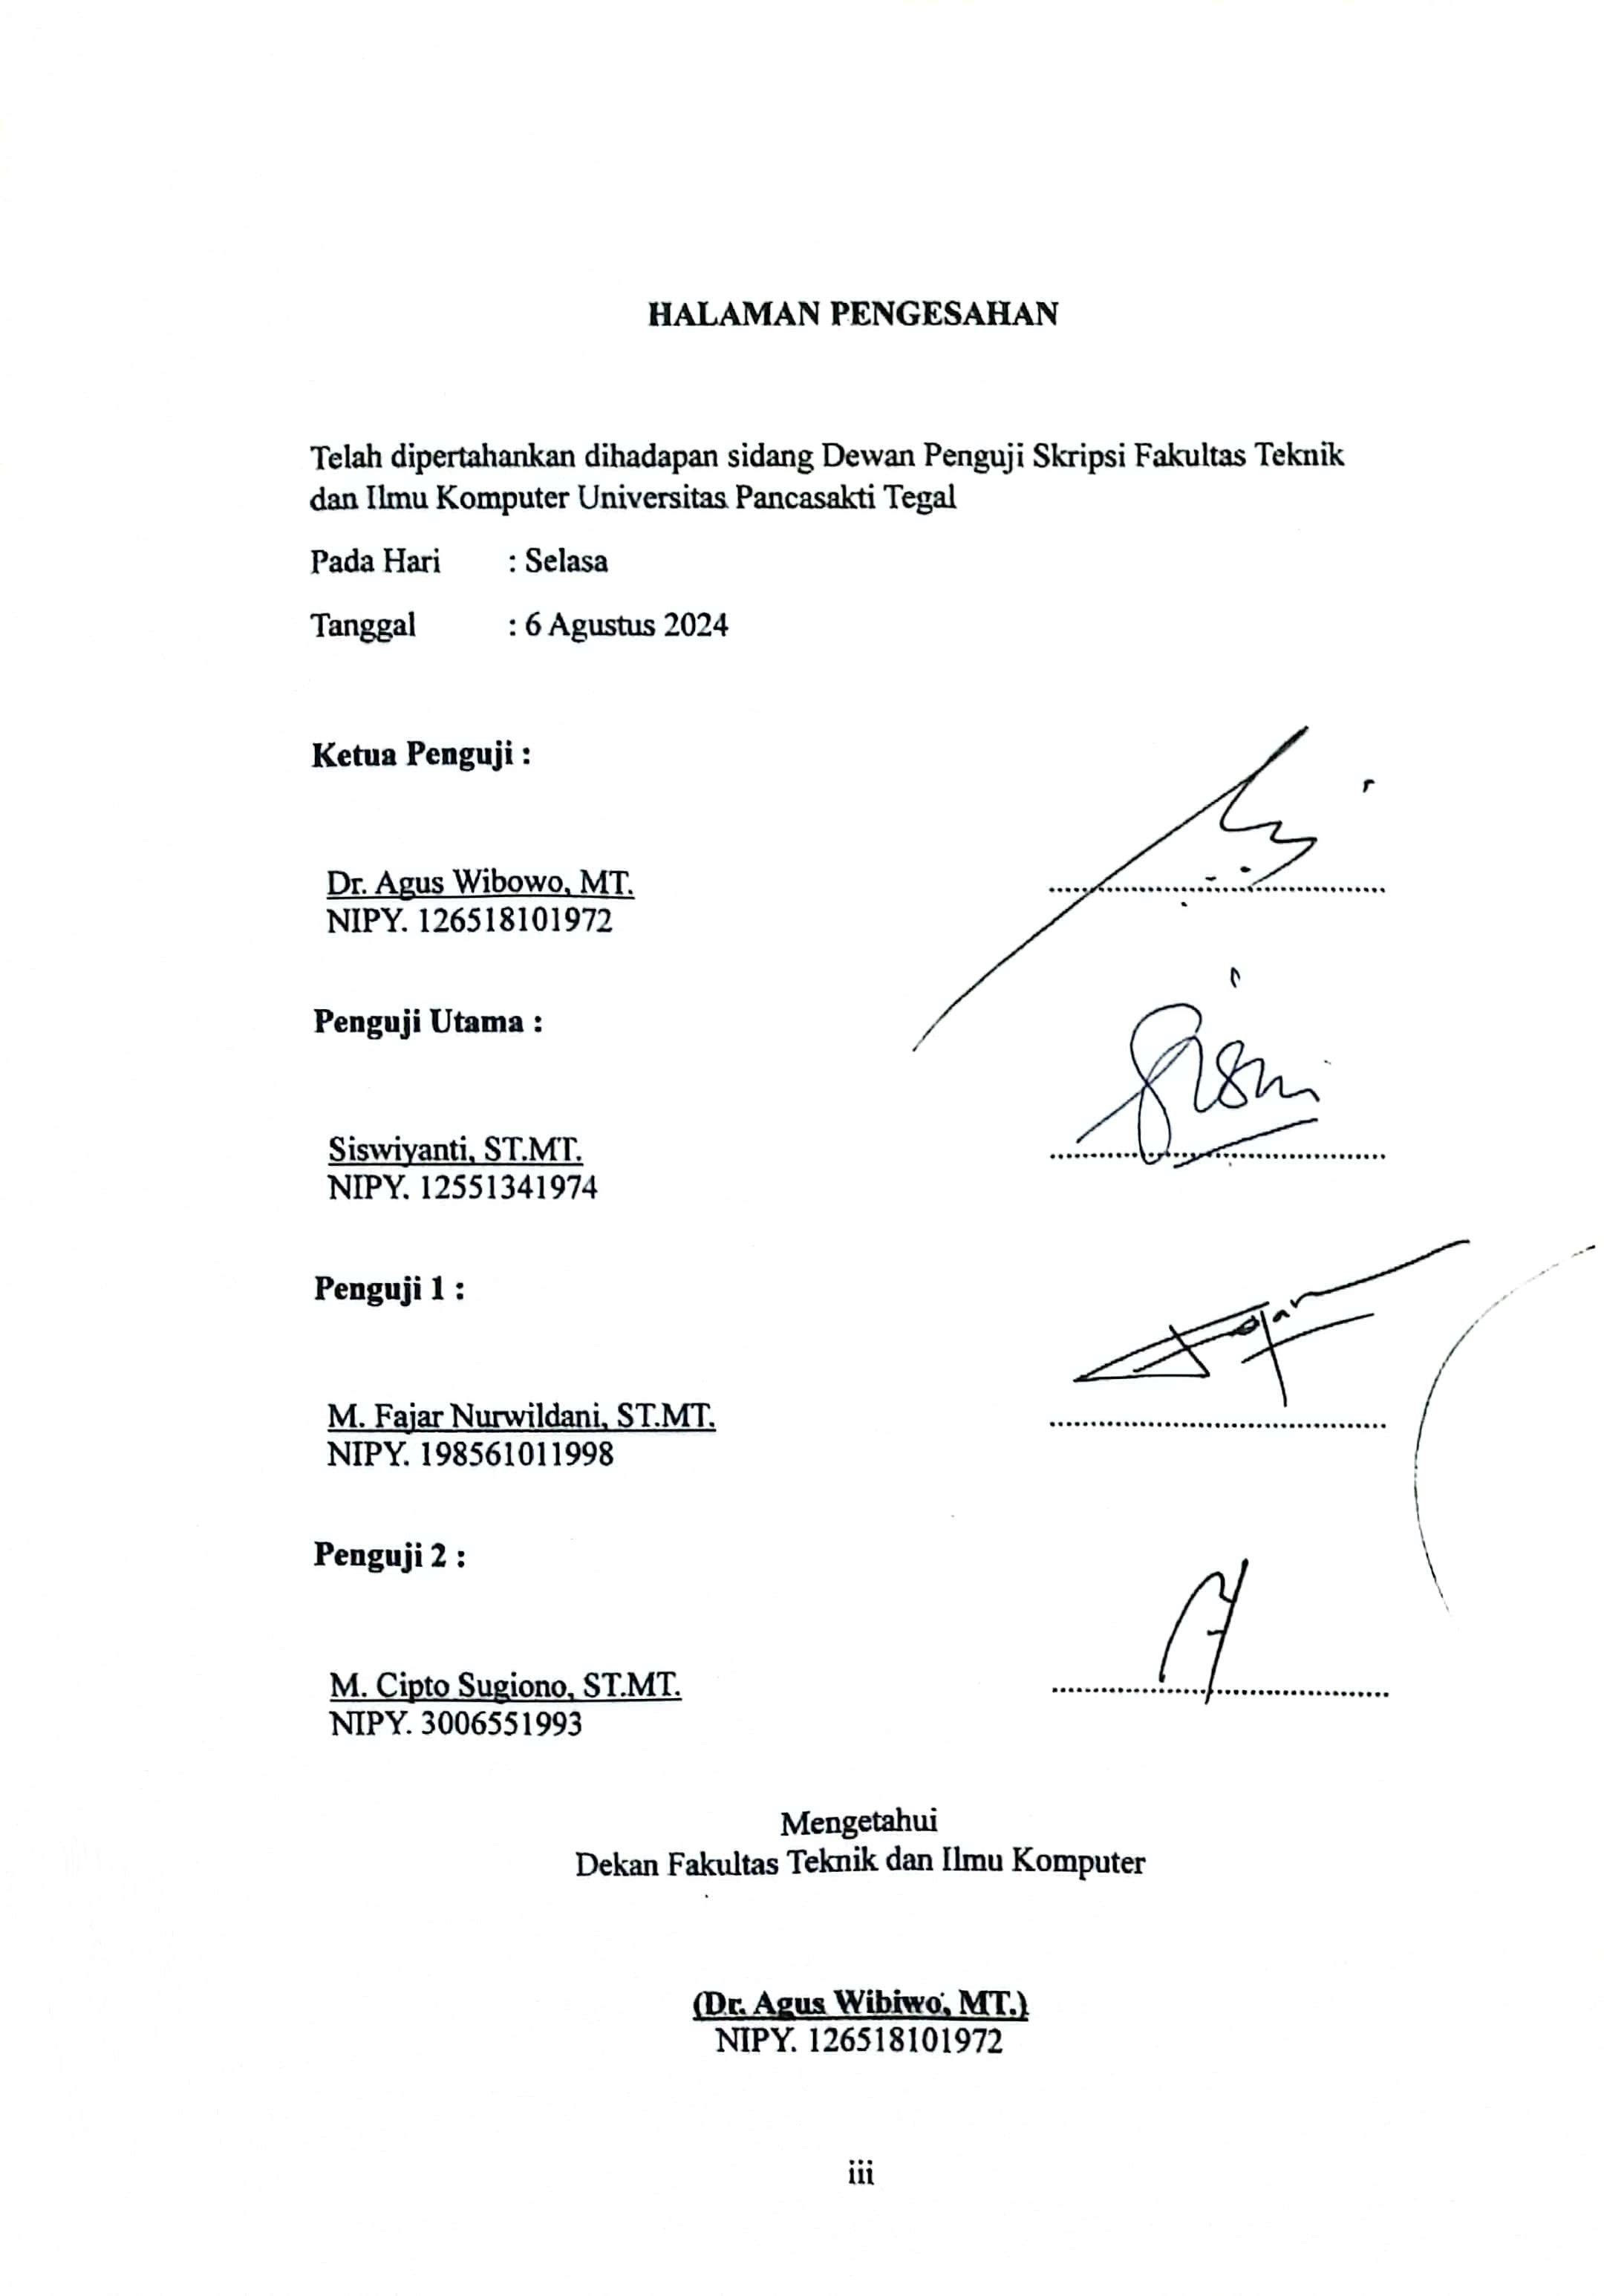 HALAMAN PENGESAHAN
Telah dipertahankan dihadapan sidang Dewan Penguji Skripsi Fakultas Teknik
dan Ilmu Komputer Universitas Pancasakti Tegal
Pada Hari : Selasa
Tanggal : 6 Agustus 2024
Ketua Penguji :
Dr. Agus Wibowo, MT.
NIPY. 126518101972
Penguji Utama :
Siswiyanti, ST.MT.
NIPY. 12551341974
Penguji 1 :
M. Fajar Nurwildani, ST.MT.
NIPY. 198561011998
Penguji 2 :
M. Cipto Sugiono, ST.MT.
NIPY. 3006551993
Mengetahui
Dekan Fakultas Teknik dan Ilmu Komputer
(Dr. Agus Wibiwo, MT.)
NIPY. 126518101972
iii